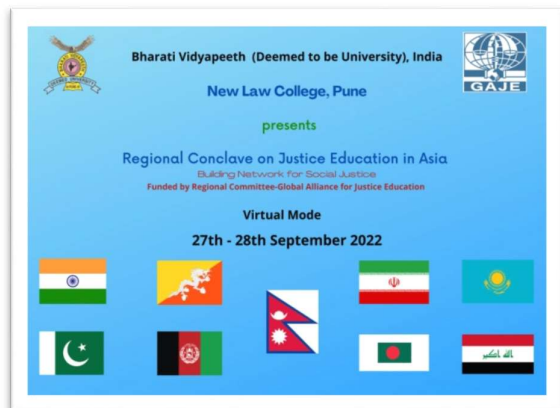 Bharati Vidyapeeth (Deemed to be University), India
New Law College, Pune
GAJE
presents
Regional Conclave on Justice Education in Asia
Building Network for Social Justice
Funded by Regional Committee-Global Alliance for Justice Education
Virtual Mode
27th - 28th September 2022
الله اكبر